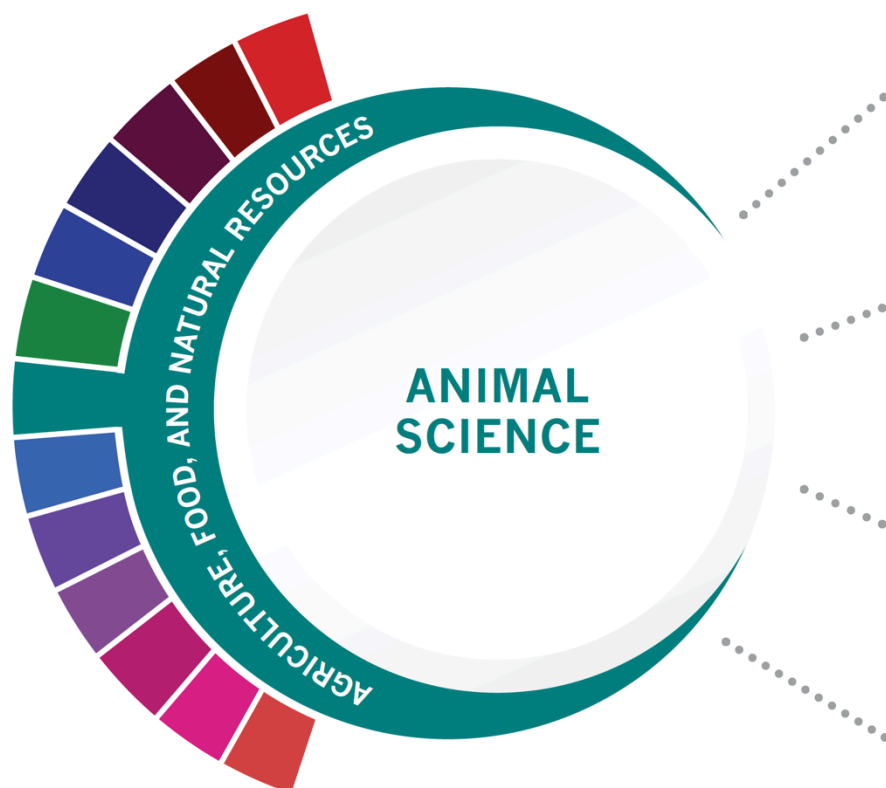 AGRICULTURE, FOOD, AND NATURAL RESOURCES
ANIMAL
SCIENCE